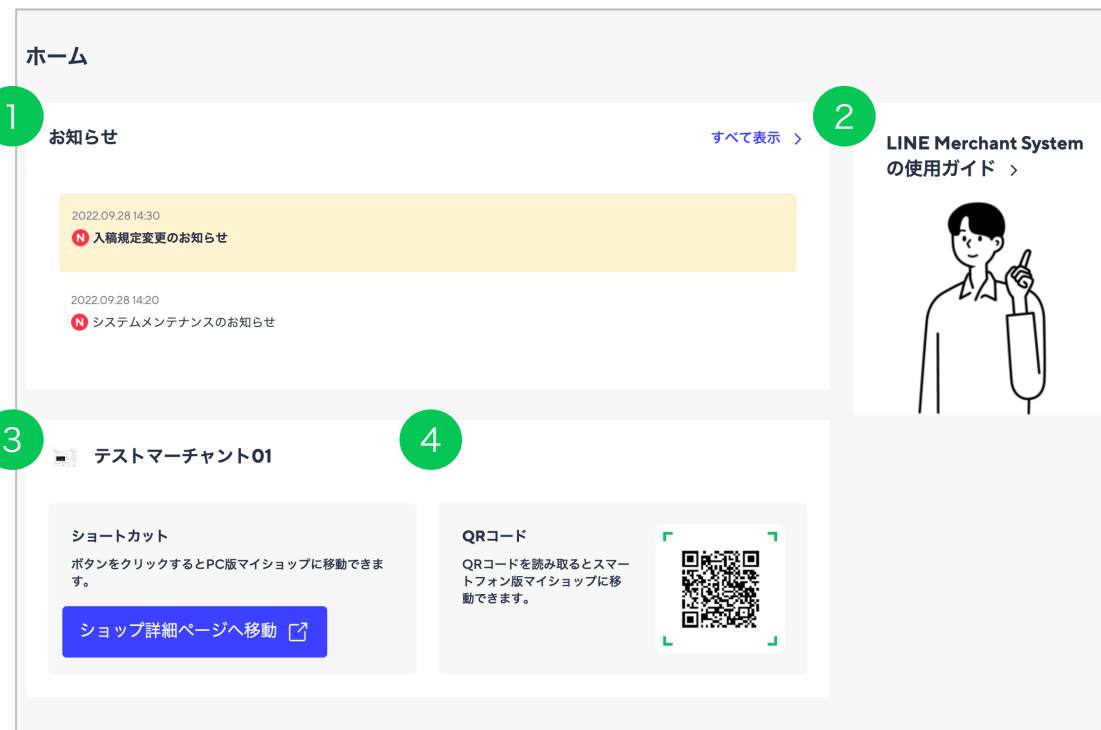 ホーム
1
お知らせ
すべて表示 >
2022.09.28 14:30
N 入稿規定変更のお知らせ
2022.09.28 14:20
N システムメンテナンスのお知らせ
2
LINE Merchant System
の使用ガイド >
3
テストマーチャント01
ショートカット
ボタンをクリックするとPC版マイショップに移動できま
す。
ショップ詳細ページへ移動
4
QRコード
QRコードを読み取るとスマー
トフォン版マイショップに移
動できます。